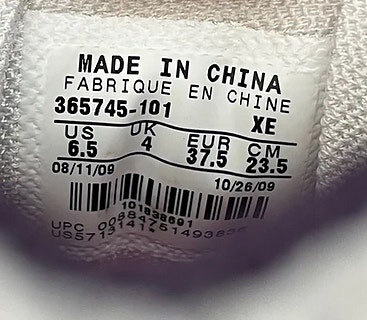 MADE IN CHINA
FABRIQUE EN CHINE
365745-101 XE
US UK EUR CM
6.5 4 37.5 23.5
08/11/09 10/26/09
101838691
UPC